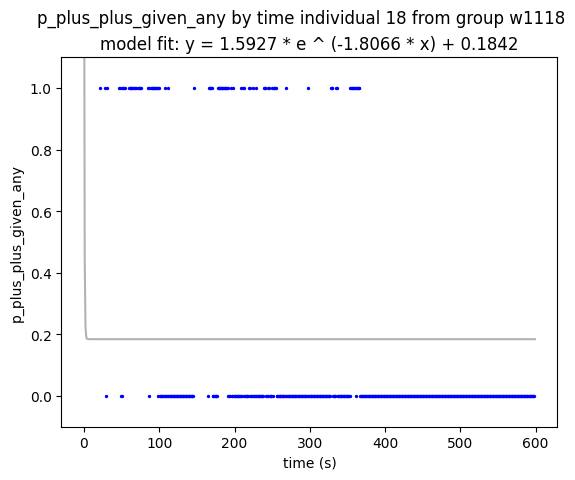 p_plus_plus_given_any by time individual 18 from group w1118
model fit: y = 1.5927 * e ^ (-1.8066 * x) + 0.1842
p_plus_plus_given_any
1.0
0.8
0.6
0.4
0.2
0.0
0 100 200 300 400 500 600
time (s)